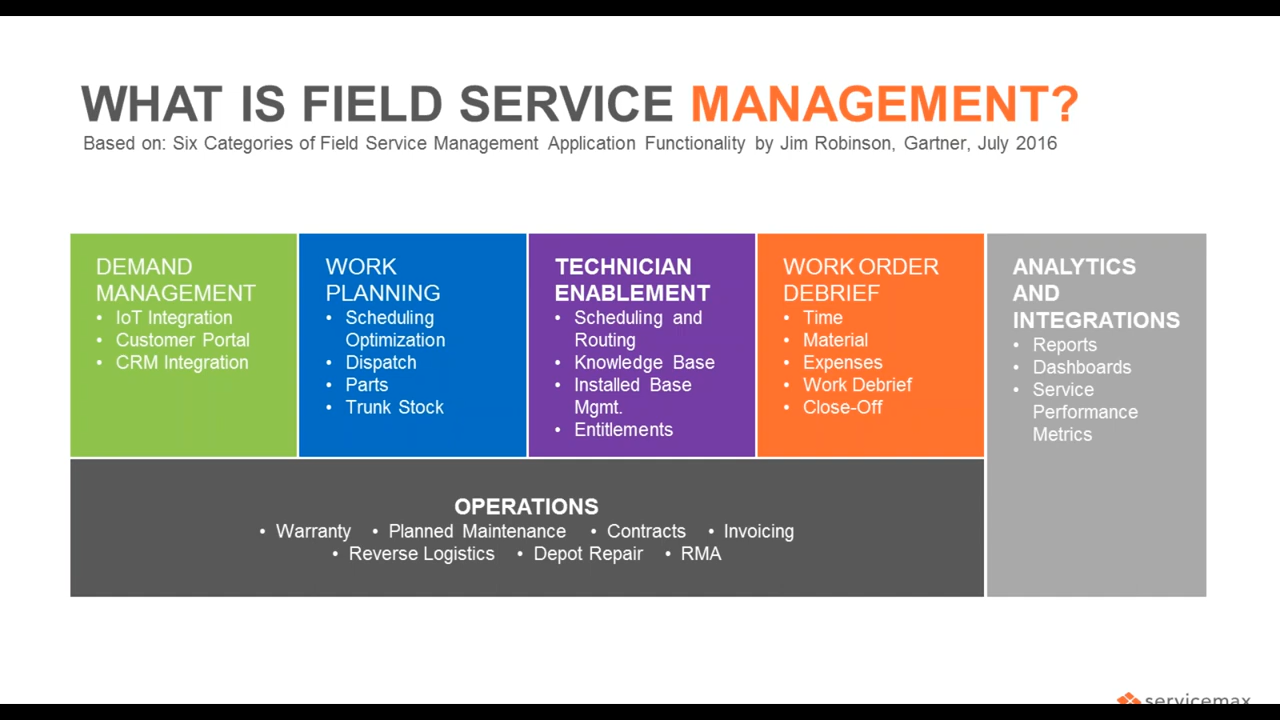 WHAT IS FIELD SERVICE MANAGEMENT?
Based on: Six Categories of Field Service Management Application Functionality by Jim Robinson, Gartner, July 2016
DEMAND
MANAGEMENT
• IoT Integration
• Customer Portal
• CRM Integration
WORK
PLANNING
• Scheduling
Optimization
• Dispatch
• Parts
• Trunk Stock
TECHNICIAN
ENABLEMENT
• Scheduling and
Routing
• Knowledge Base
• Installed Base
Mgmt.
• Entitlements
WORK ORDER
DEBRIEF
• Time
• Material
• Expenses
• Work Debrief
• Close-Off
ANALYTICS
AND
INTEGRATIONS
• Reports
• Dashboards
• Service
Performance
Metrics
OPERATIONS
• Warranty • Planned Maintenance • Contracts • Invoicing
• Reverse Logistics • Depot Repair • RMA
servicemax